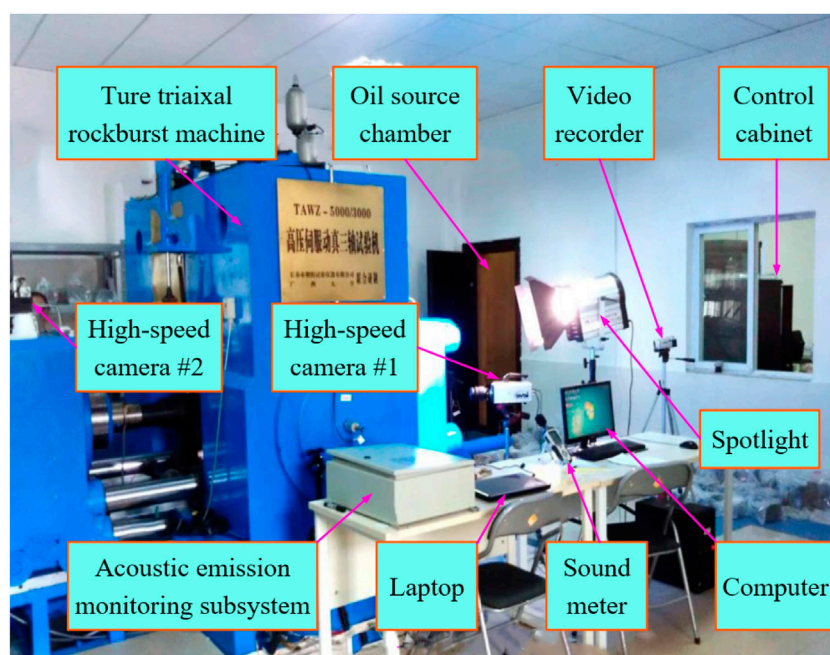 Ture triaixal
rockburst machine
Oil source
chamber
Video
recorder
Control
cabinet
TAWZ-5000/3000
高压伺服动真三轴试验机
High-speed
camera #2
High-speed
camera #1
Spotlight
Acoustic emission
monitoring subsystem
Laptop
Sound
meter
Computer